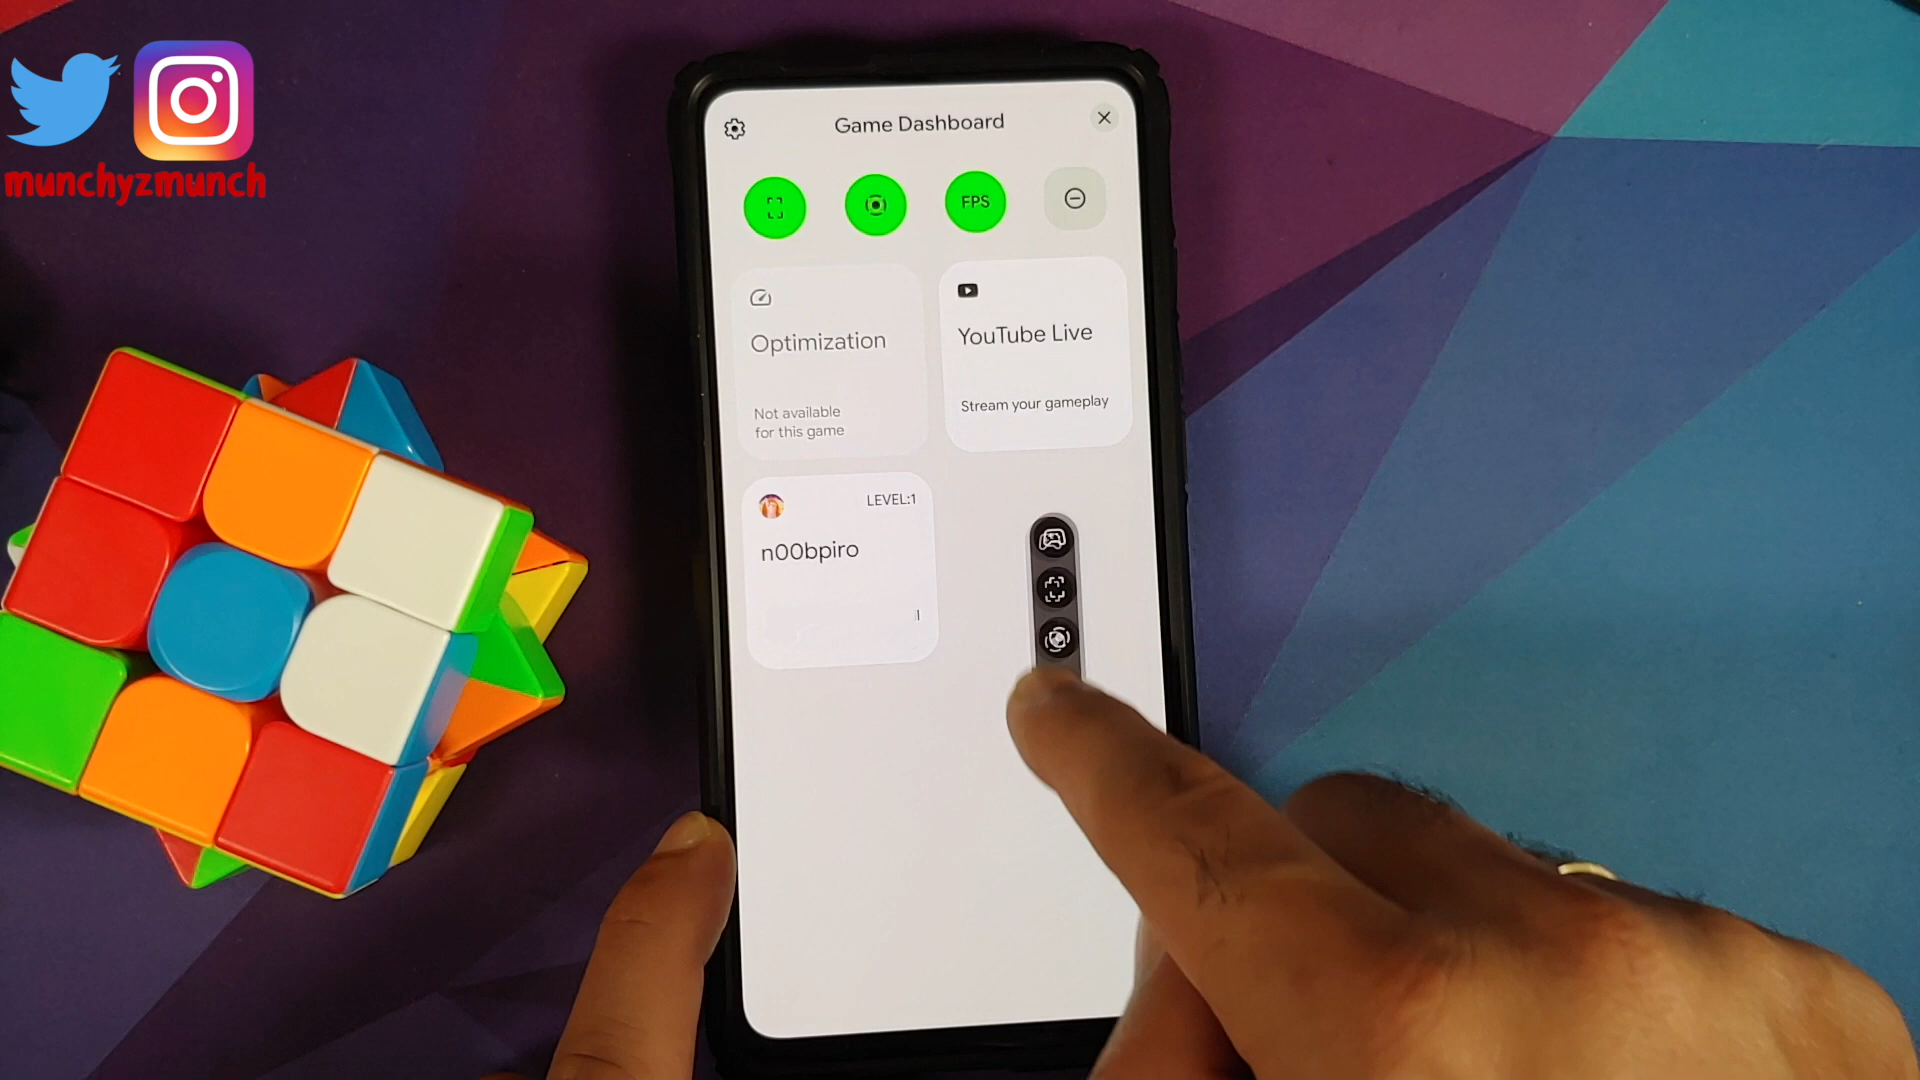 munchyzmunch
Game Dashboard
FPS
Optimization
Not available
for this game
YouTube Live
Stream your gameplay
LEVEL:1
n00bpiro